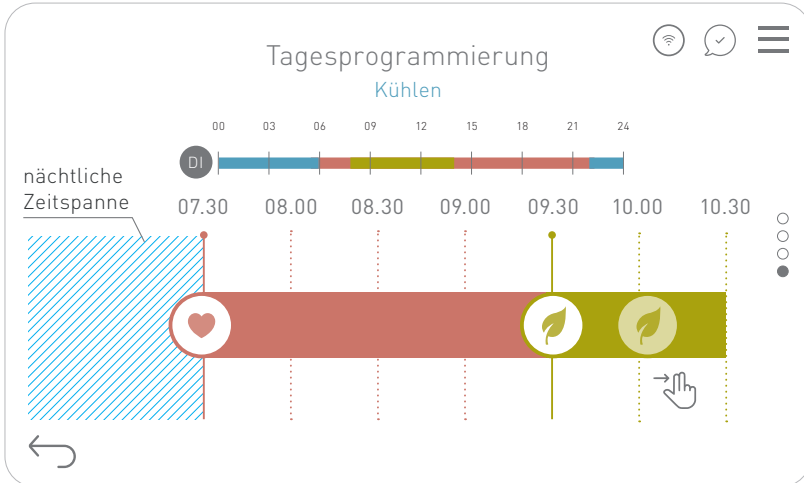 Tagesprogrammierung
Kühlen
00 03 06 09 12 15 18 21 24
DI
nächtliche
Zeitspanne
07.30 08.00 08.30 09.00 09.30 10.00 10.30